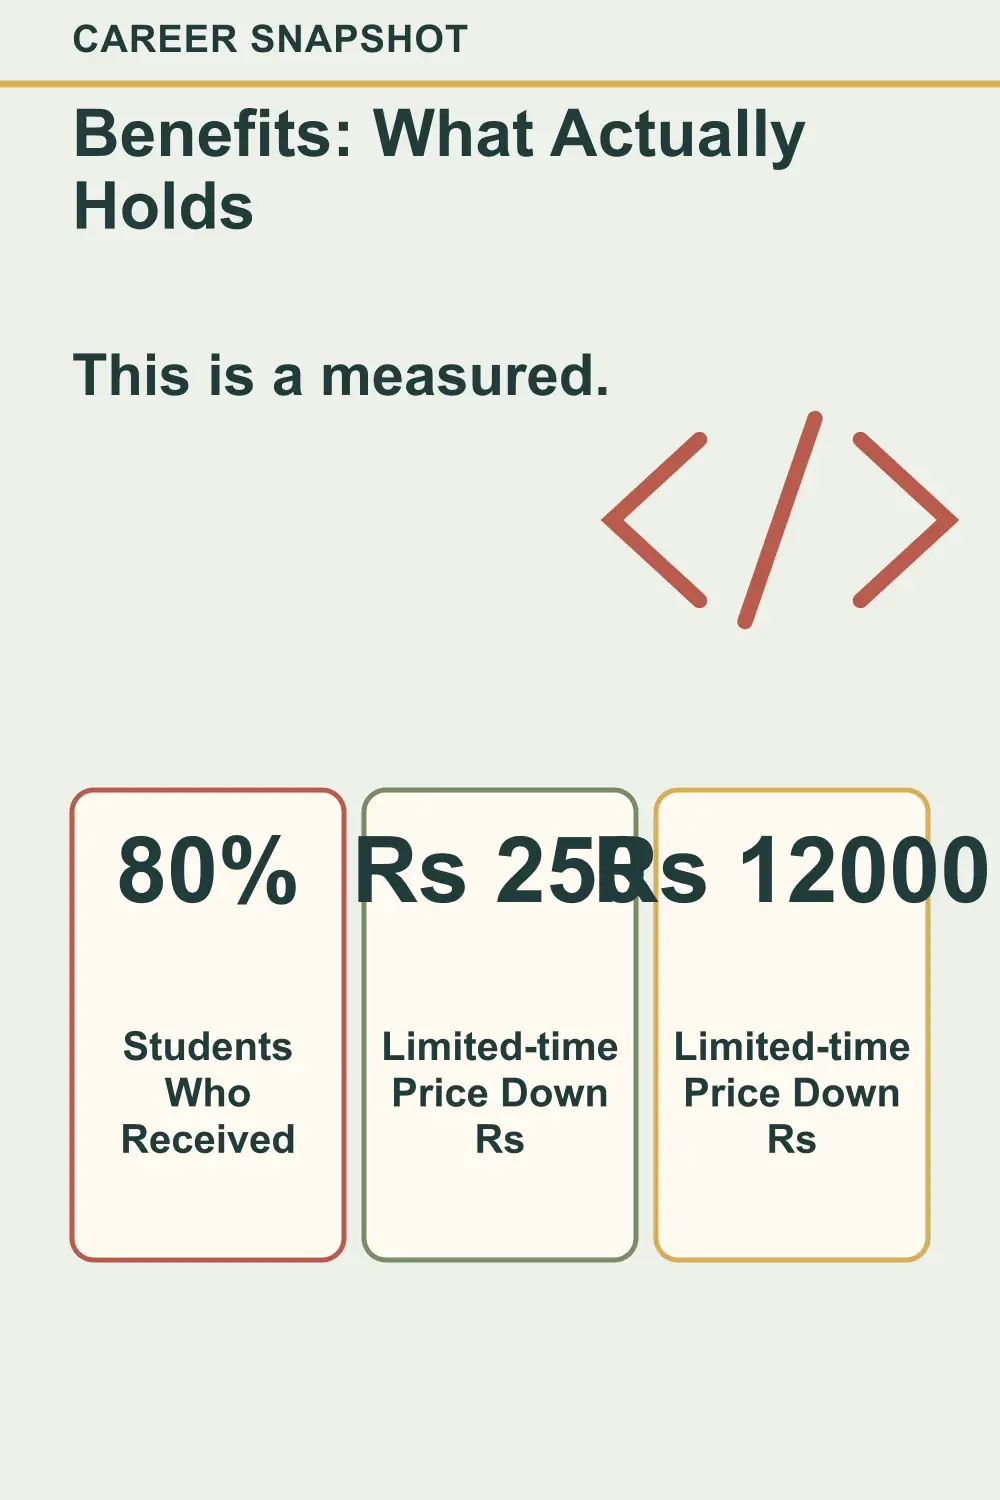 CAREER SNAPSHOT
Benefits: What Actually
Holds
This is a measured.
80%
Rs
Rs 12000
Students
Who
Received
Limited-time
Price Down
Rs
Limited-time
Price Down
Rs